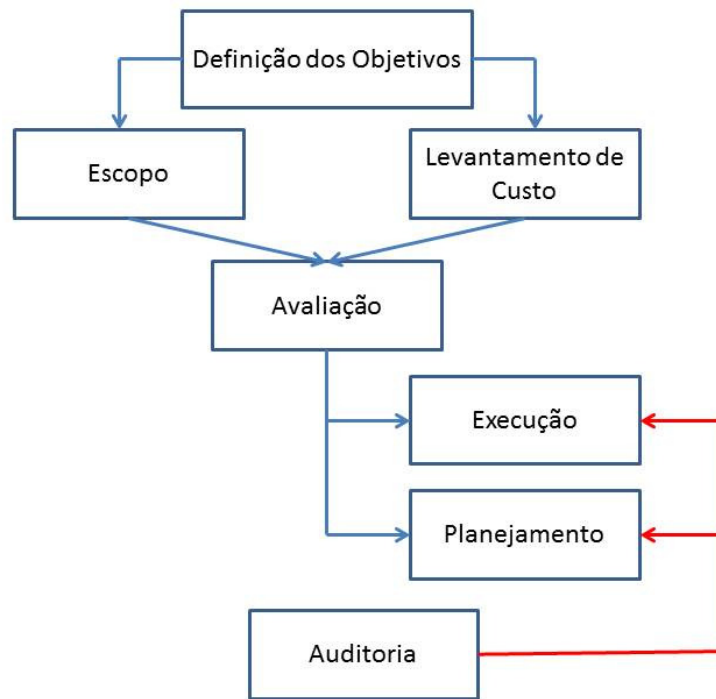 Definição dos Objetivos
Escopo
Levantamento de
Custo
Avaliação
Execução
Planejamento
Auditoria